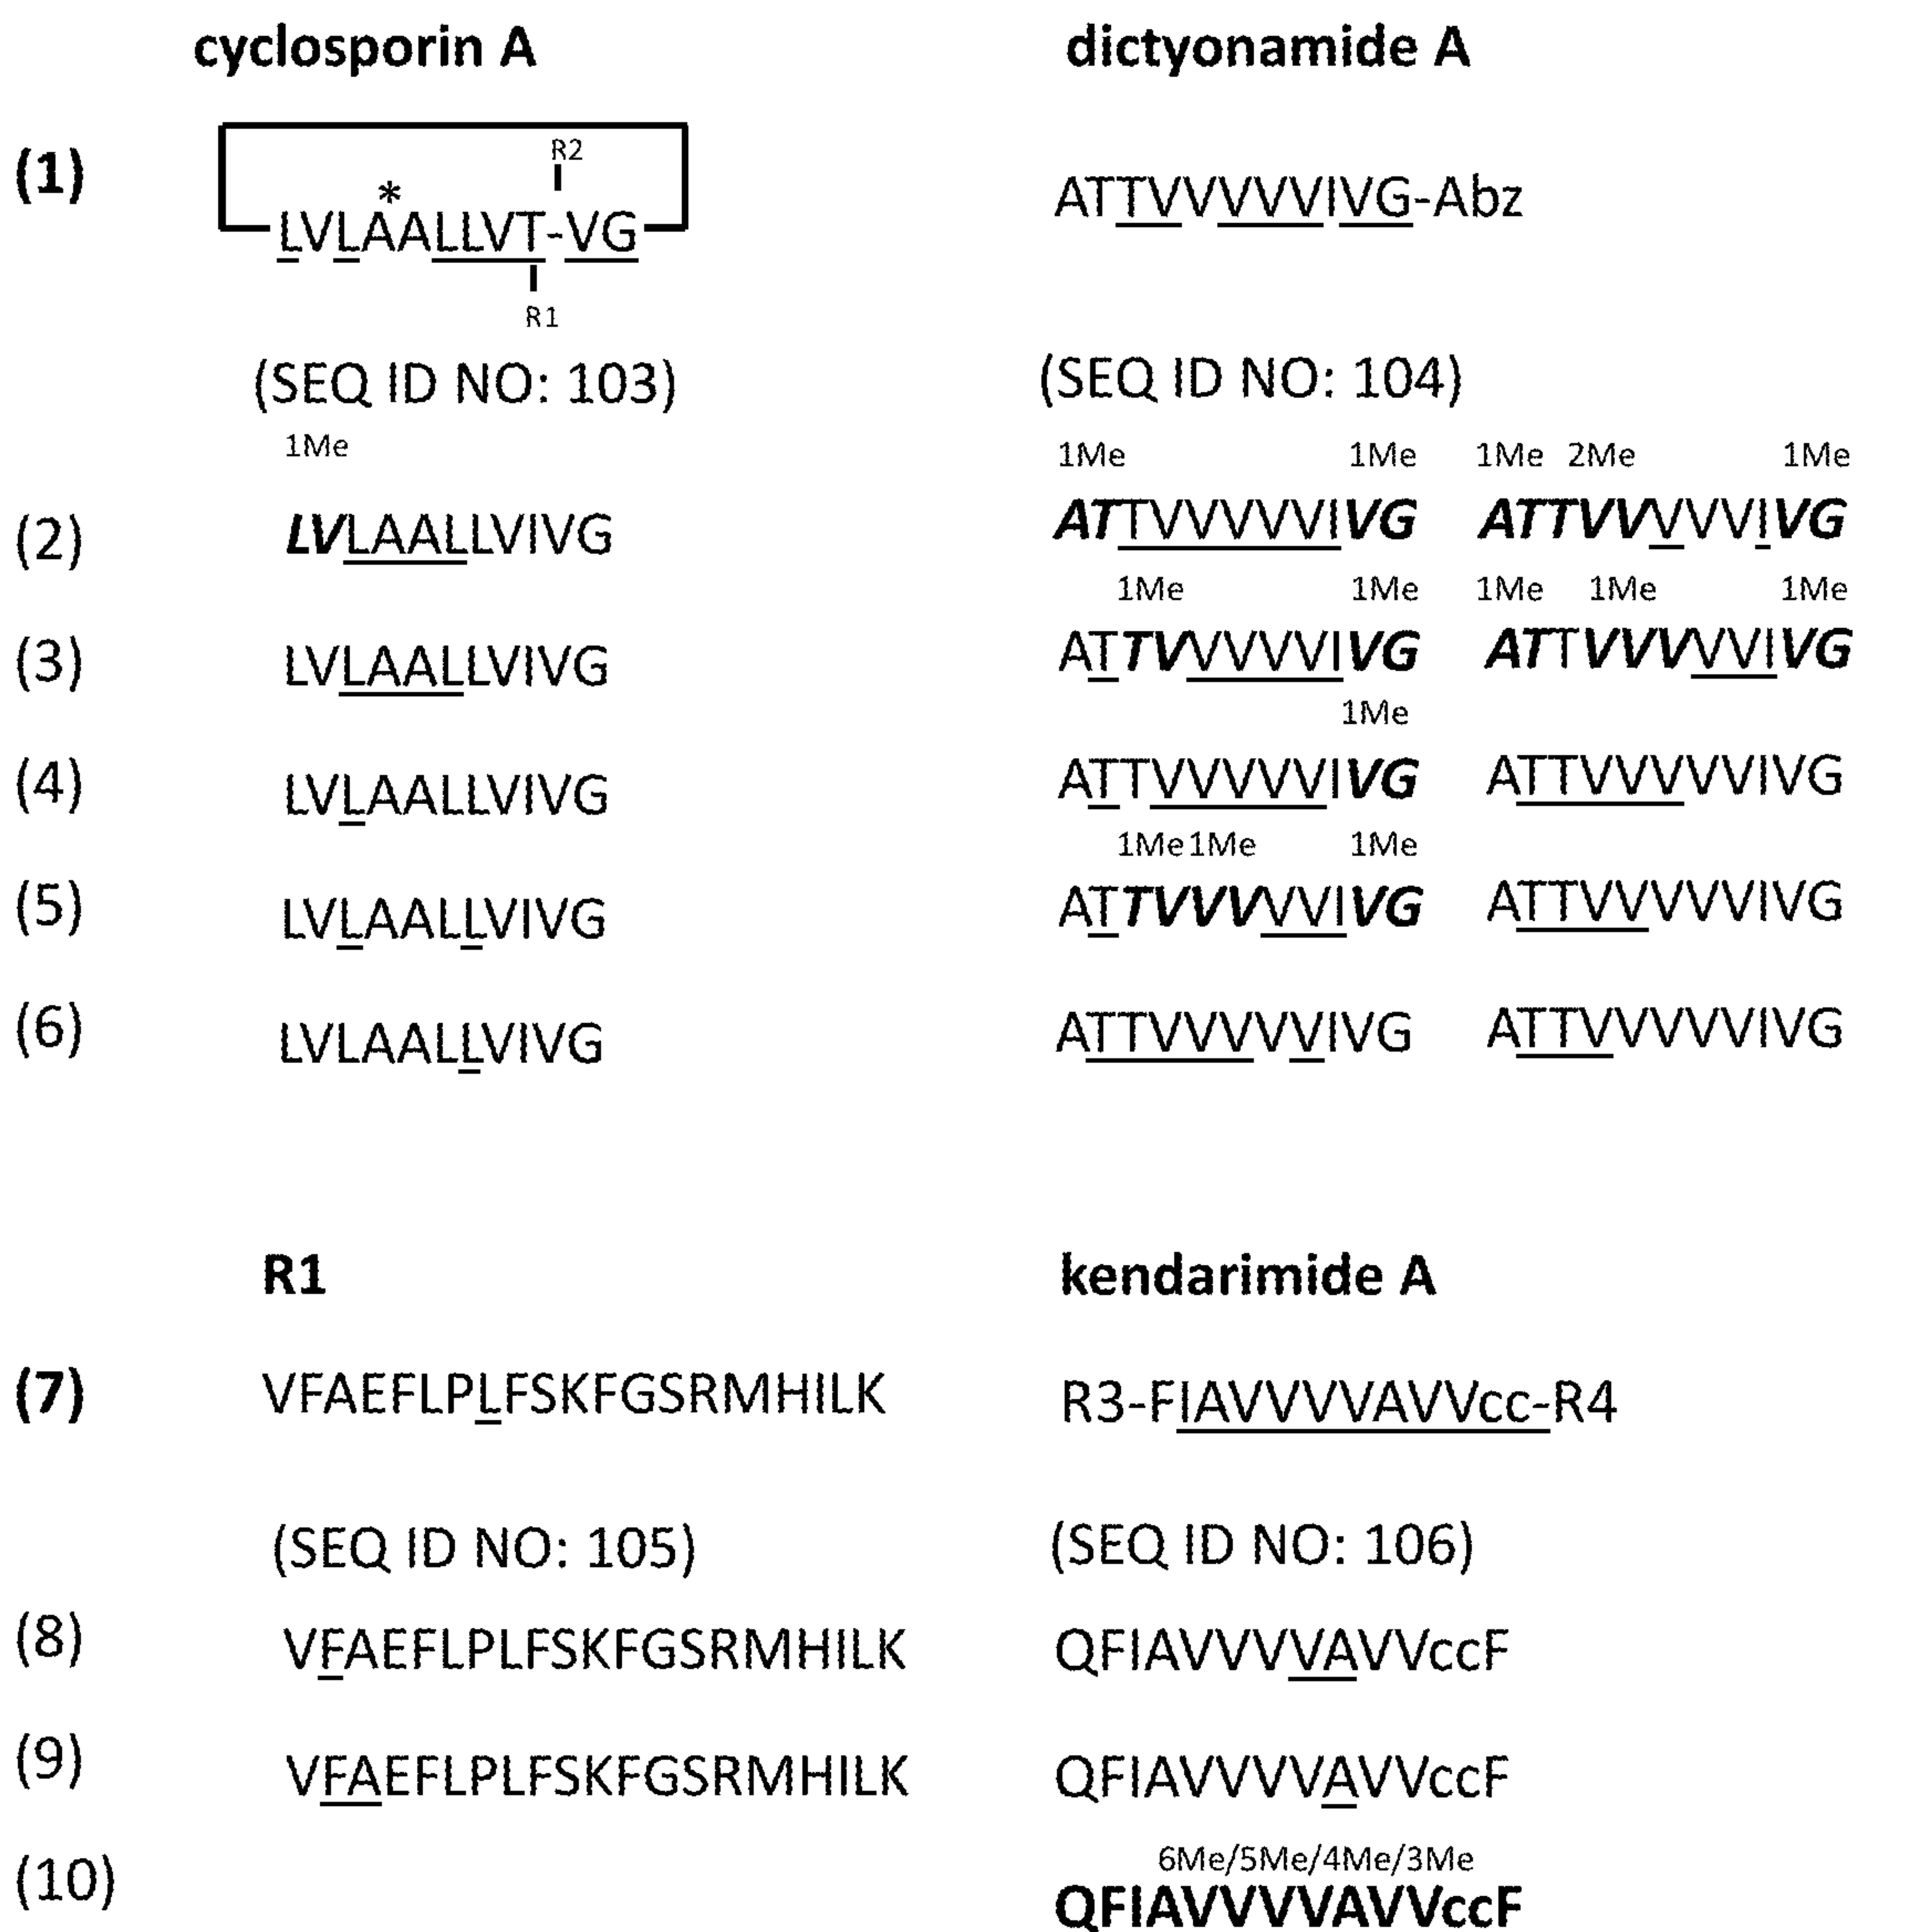 cyclosporin A dictyonamide A
R2
(1) * ATTVVVVVIVG-Abz
LVLAALLVT-VG
R1
(SEQ ID NO: 103) (SEQ ID NO: 104)
1Me 1Me 1Me 1Me 2Me 1Me
(2) LVLAALLVIVG ATTVVVVVIVG ATTVVVVVIVG
1Me 1Me 1Me 1Me 1Me
(3) LVLAALLVIVG ATTVVVVVIVG ATTVVVVVIVG
1Me
(4) LVLAALLVIVG ATTVVVVVIVG ATTVVVVVIVG
1Me 1Me 1Me
(5) LVLAALLVIVG ATTVVVVVIVG ATTVVVVVIVG
(6) LVLAALLVIVG ATTVVVVVIVG ATTVVVVVIVG
R1 kendarimide A
(7) VFAEFLPLFSKFGSRMHILK R3-FIAVVVVAVVcc-R4
(SEQ ID NO: 105) (SEQ ID NO: 106)
(8) VFAEFLPLFSKFGSRMHILK QFIAVVVVAVVccF
(9) VFAEFLPLFSKFGSRMHILK QFIAVVVVAVVccF
6Me/5Me/4Me/3Me
(10) QFIAVVVVAVVccF